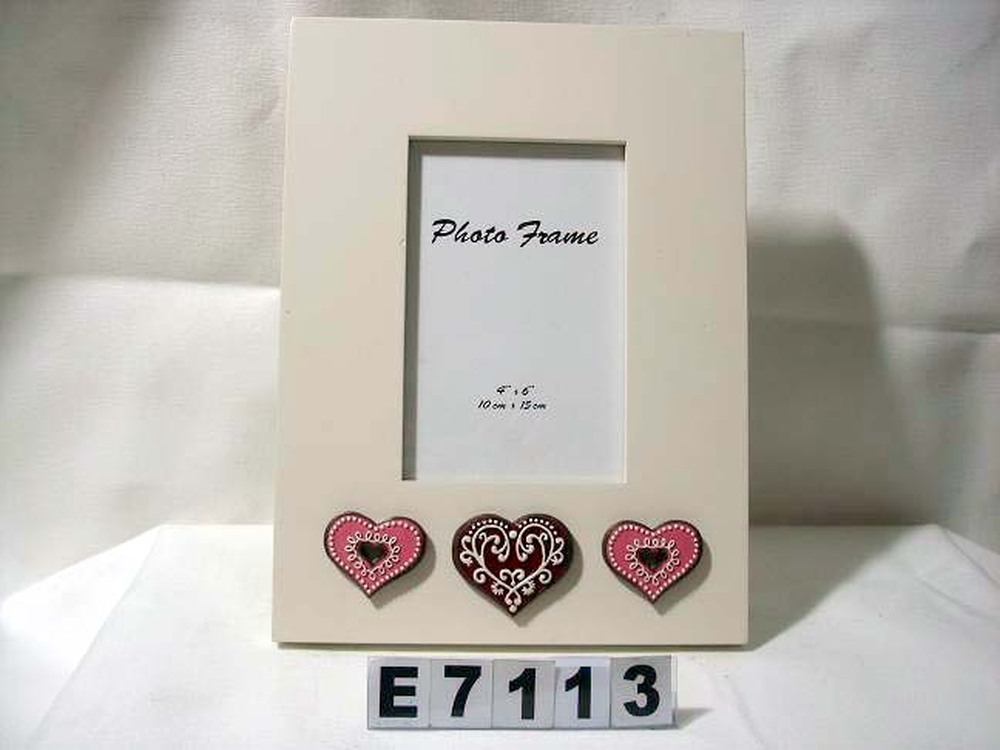 Photo Frame
4" x 6"
10 cm x 15 cm
E7113